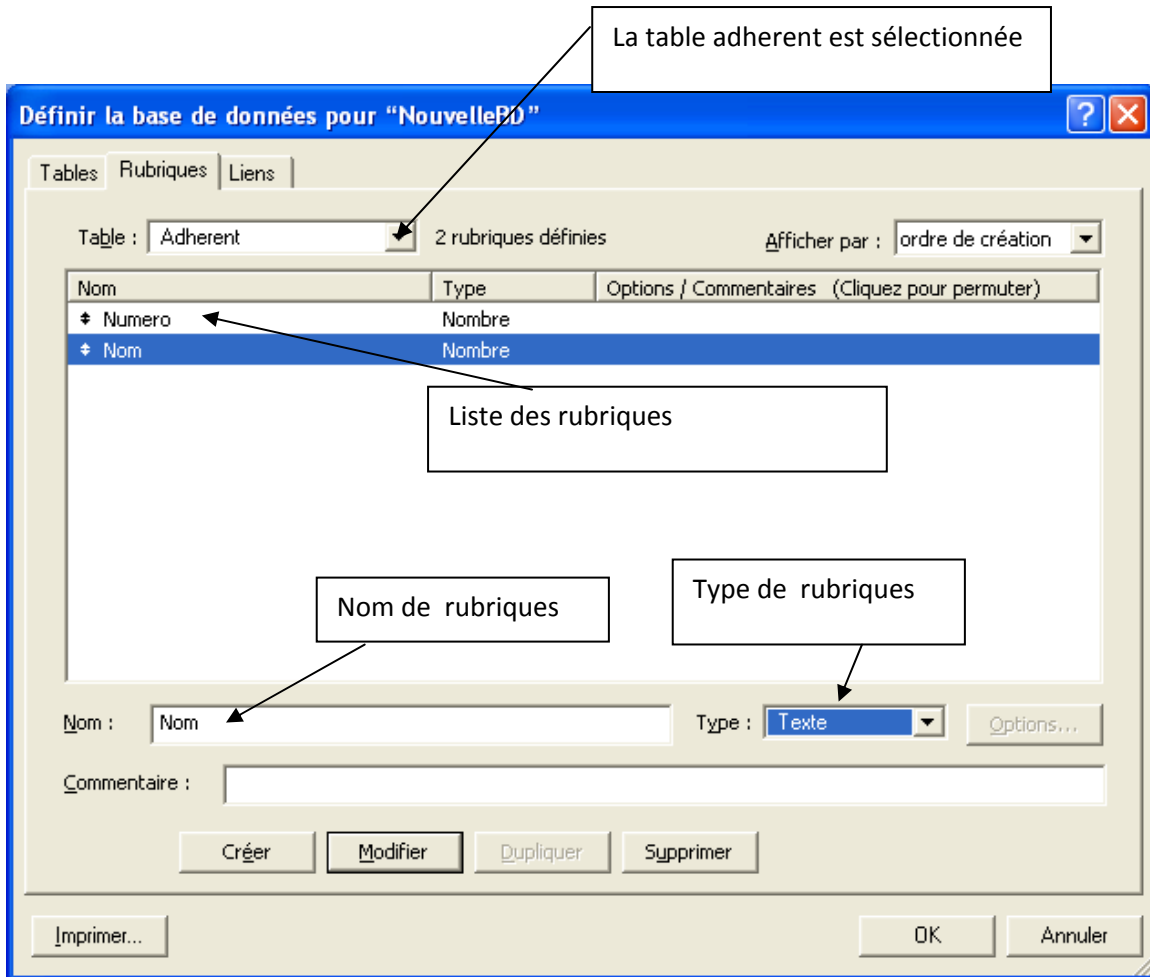 La table adherent est sélectionnée
Définir la base de données pour “NouvelleBD”
Tables Rubriques Liens
Table : Adherent 2 rubriques définies Afficher par : ordre de création
Nom Type Options / Commentaires (Cliquez pour permuter)
Numero Nombre
Nom Nombre
Liste des rubriques
Nom de rubriques
Type de rubriques
Nom : Nom Type : Texte Options...
Commentaire :
Créer Modifier Dupliquer Supprimer
Imprimer... OK Annuler